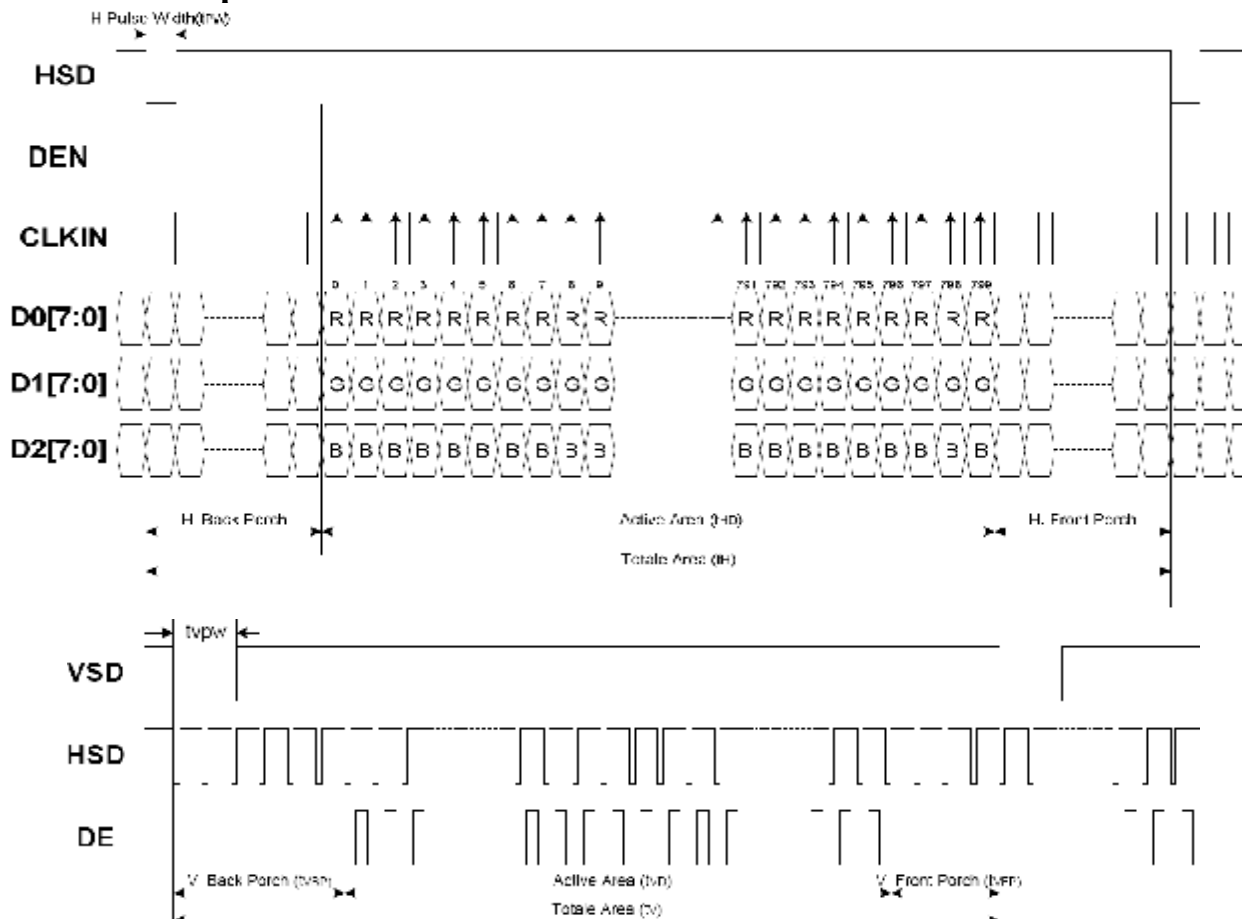 H Pulse Width(tPW)
HSD
DEN
CLKIN
0 1 2 3 4 5 6 7 8 9 791 792 793 794 795 796 797 798 799
D0[7:0] R R R R R R R R R R R R R R R R R R R
D1[7:0] G G G G G G G G G G G G G G G G G G G
D2[7:0] B B B B B B B B B B B B B B B B B B B
H. Back Porch Active Area (tHD) H. Front Porch
Totale Area (tH)
tvpw
VSD
HSD
DE
V. Back Porch (tVBP) Active Area (tVD) V. Front Porch (tVFP)
Totale Area (tV)